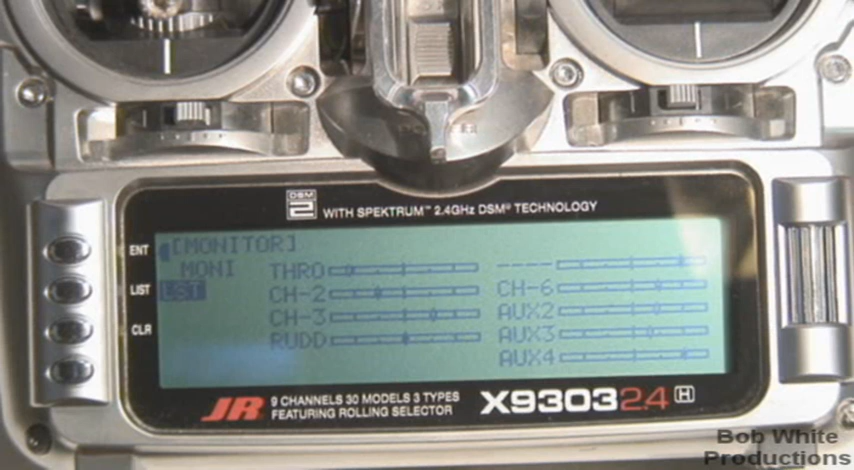 DSM
2
WITH SPEKTRUM™ 2.4GHz DSM® TECHNOLOGY
ENT
LIST
CLR
[MONITOR]
MONI
LST
THRO
CH-2
CH-3
RUDD
----
CH-6
AUX2
AUX3
AUX4
JR
9 CHANNELS 30 MODELS 3 TYPES
FEATURING ROLLING SELECTOR
X9303 2.4 H
Bob White
Productions